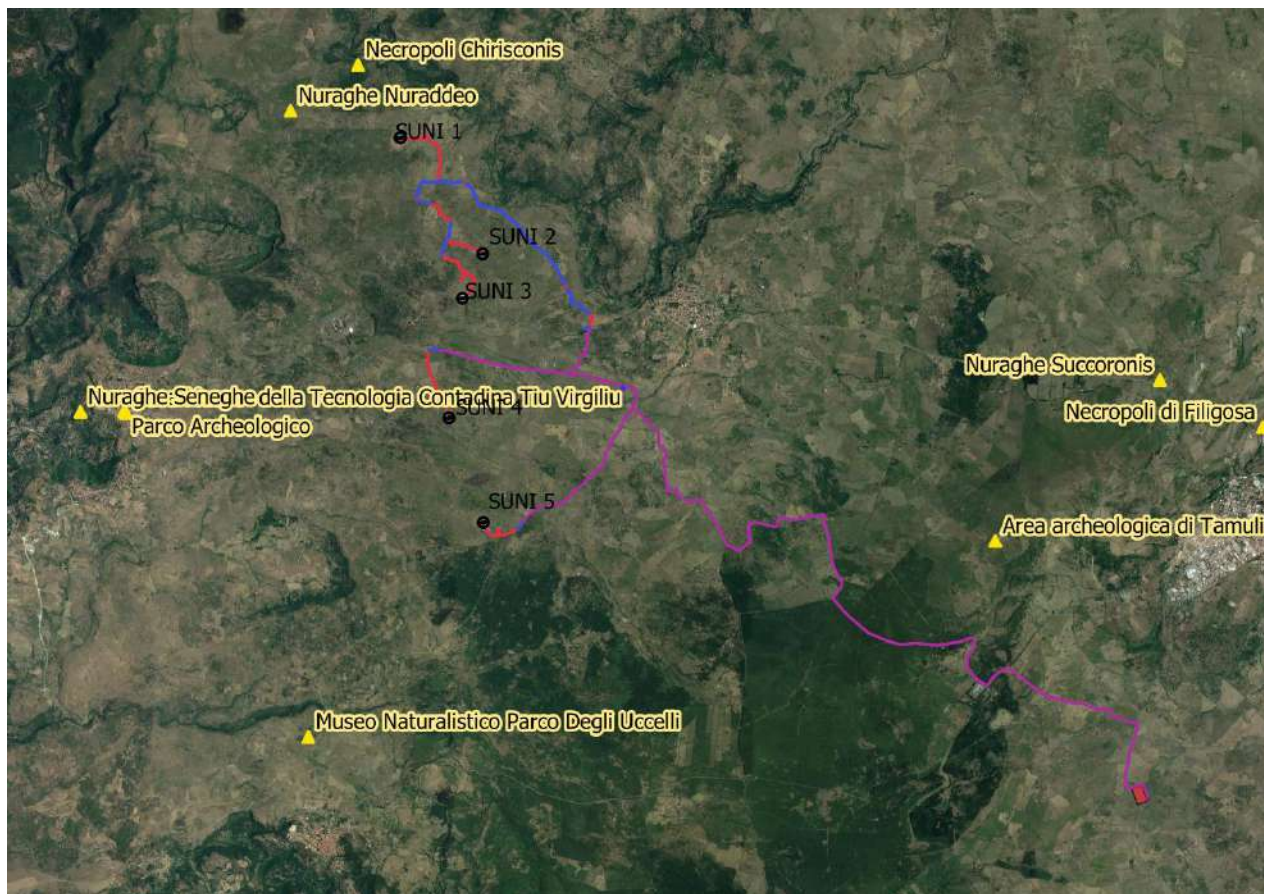 Necropoli Chirisconis
Nuraghe Nuraddeo
SUNI 1
SUNI 2
SUNI 3
Nuraghe Succoronis
Nuraghe Seneghe della Tecnologia Contadina Tiu Virgiliu
SUNI 4
Parco Archeologico
Necropoli di Filigosa
SUNI 5
Area archeologica di Tamuli
Museo Naturalistico Parco Degli Uccelli